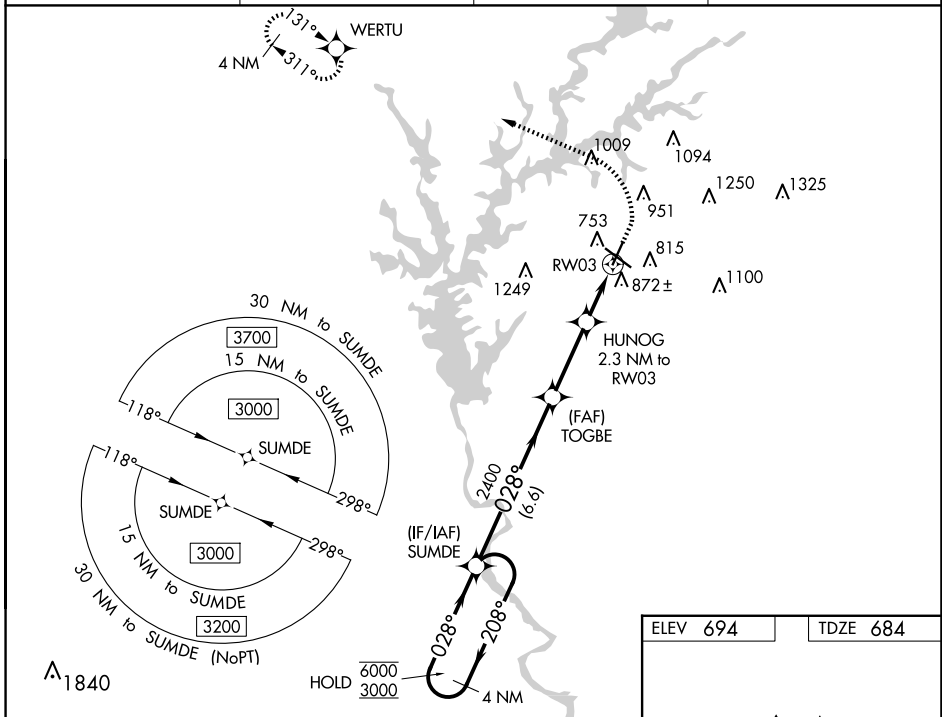 131°
WERTU
4 NM
311°
1009
1094
1250
1325
951
753
815
RW03
872±
1100
1249
HUNOG
2.3 NM to
RW03
(FAF)
TOGBE
30 NM to SUMDE
3700
15 NM to SUMDE
3000
118°
SUMDE
298°
118°
SUMDE
298°
3000
15 NM to SUMDE
3200
30 NM to SUMDE (NoPT)
2400
028°
(6.6)
(IF/IAF)
SUMDE
028°
208°
HOLD
6000
3000
4 NM
1840
ELEV 694
TDZE 684